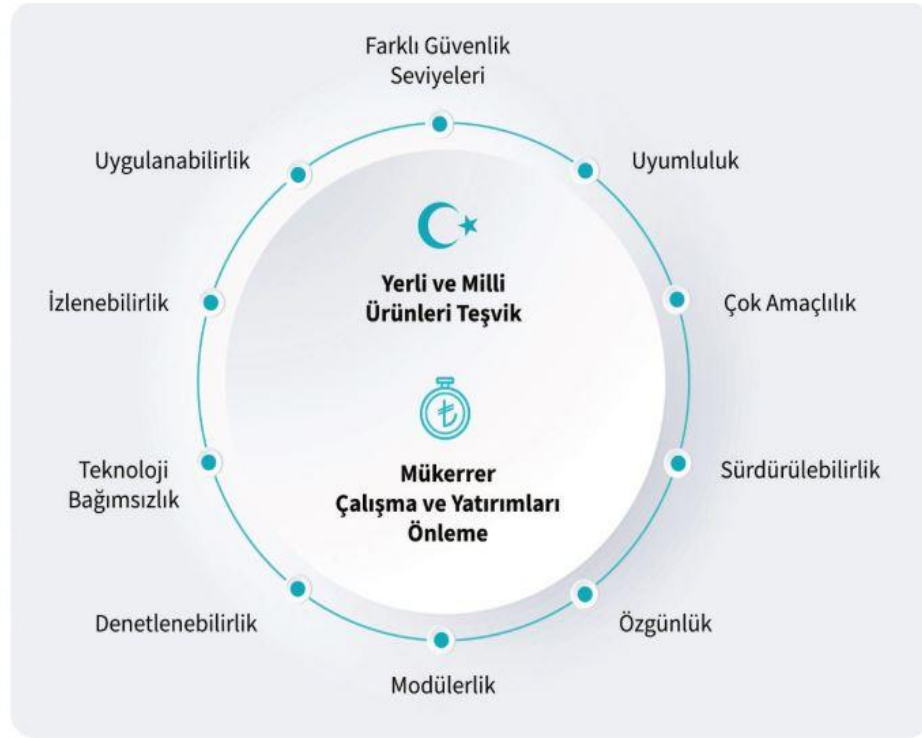 Farklı Güvenlik
Seviyeleri
Uygulanabilirlik
Uyumluluk
İzlenebilirlik
Çok Amaçlılık
Yerli ve Milli
Ürünleri Teşvik
Teknoloji
Bağımsızlık
Sürdürülebilirlik
Mükerrer
Çalışma ve Yatırımları
Önleme
Denetlenebilirlik
Özgünlük
Modülerlik